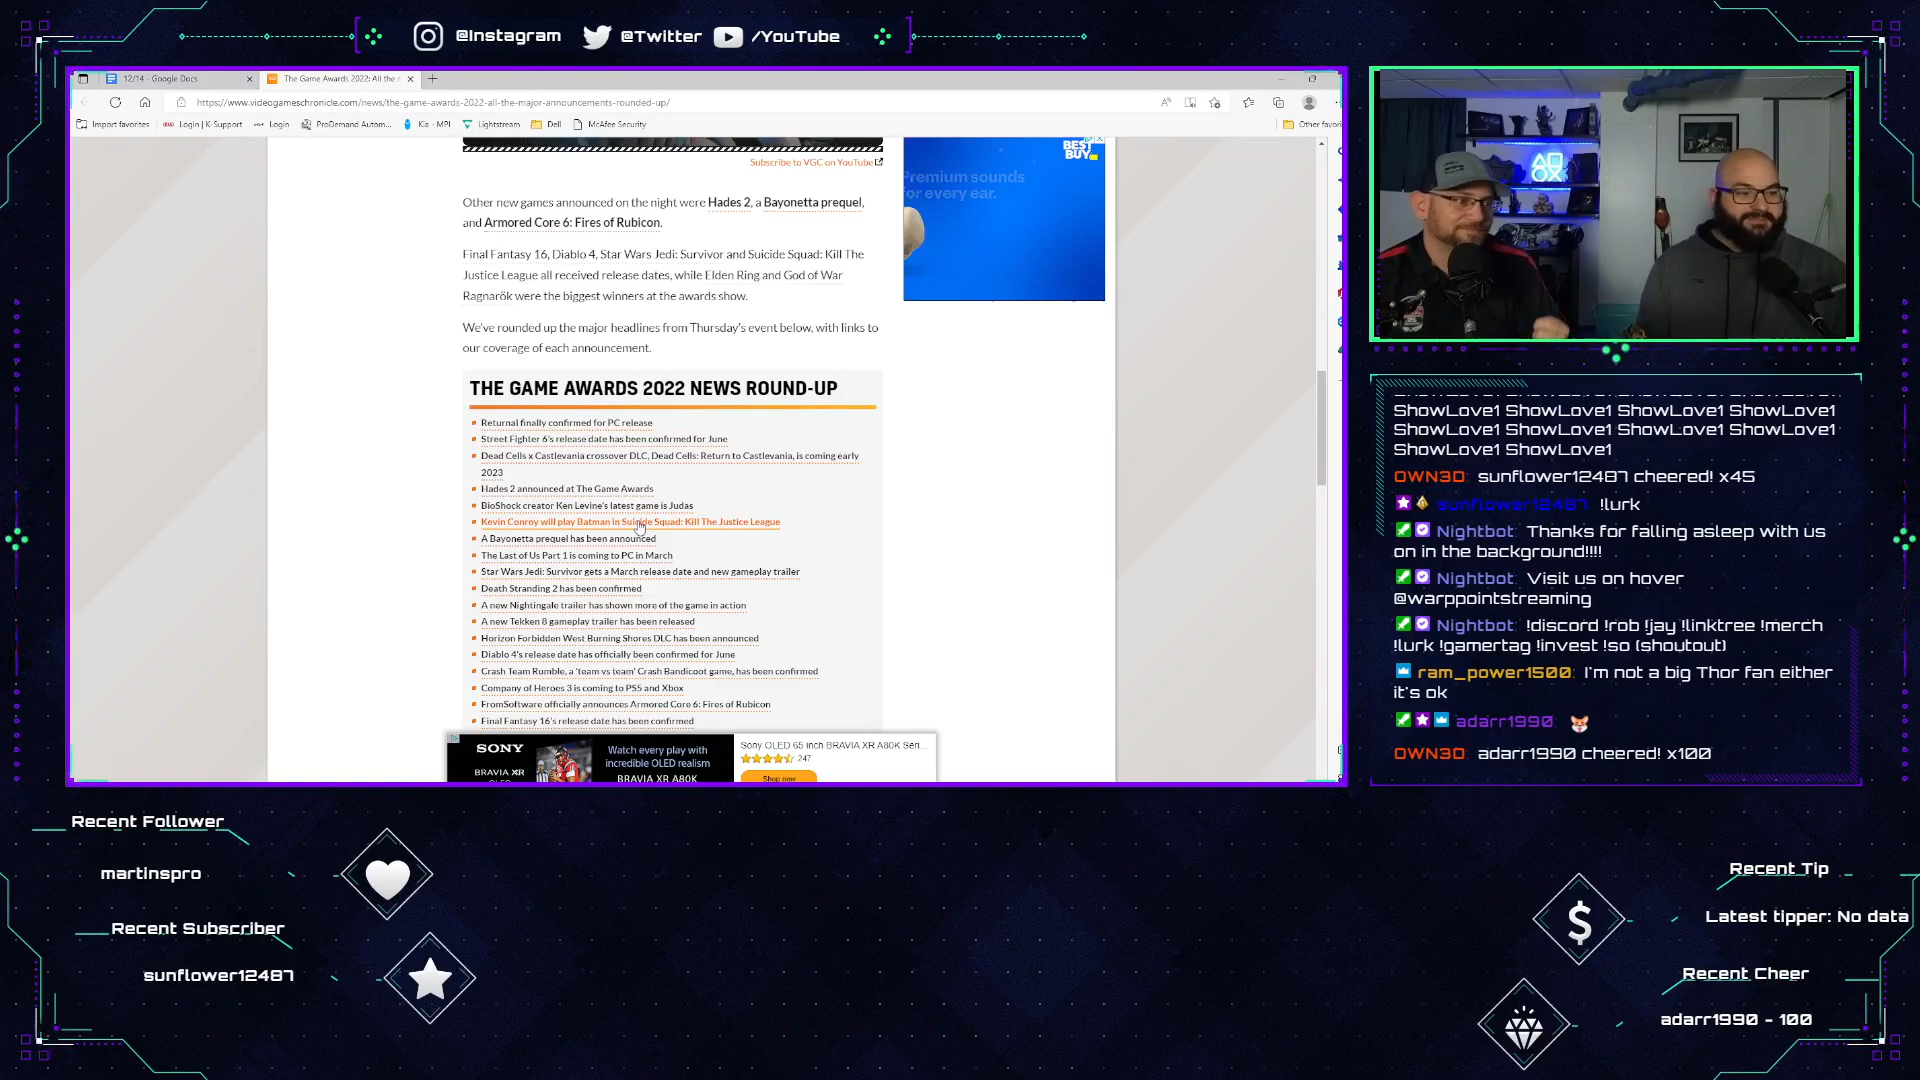 @Instagram @Twitter /YouTube
12/14 - Google Docs
The Game Awards 2022: All the r
https://www.videogameschronicle.com/news/the-game-awards-2022-all-the-major-announcements-rounded-up/
Import favorites Login | K-Support Login ProDemand Autom... Kia - MPI Lightstream Dell McAfee Security Other favori
Subscribe to VGC on YouTube
BEST BUY
Premium sounds
for every ear.
Other new games announced on the night were Hades 2, a Bayonetta prequel,
and Armored Core 6: Fires of Rubicon.
Final Fantasy 16, Diablo 4, Star Wars Jedi: Survivor and Suicide Squad: Kill The
Justice League all received release dates, while Elden Ring and God of War
Ragnarök were the biggest winners at the awards show.
We've rounded up the major headlines from Thursday's event below, with links to
our coverage of each announcement.
THE GAME AWARDS 2022 NEWS ROUND-UP
Returnal finally confirmed for PC release
Street Fighter 6's release date has been confirmed for June
Dead Cells x Castlevania crossover DLC, Dead Cells: Return to Castlevania, is coming early
2023
Hades 2 announced at The Game Awards
BioShock creator Ken Levine's latest game is Judas
Kevin Conroy will play Batman in Suicide Squad: Kill The Justice League
A Bayonetta prequel has been announced
The Last of Us Part 1 is coming to PC in March
Star Wars Jedi: Survivor gets a March release date and new gameplay trailer
Death Stranding 2 has been confirmed
A new Nightingale trailer has shown more of the game in action
A new Tekken 8 gameplay trailer has been released
Horizon Forbidden West Burning Shores DLC has been announced
Diablo 4's release date has officially been confirmed for June
Crash Team Rumble, a 'team vs team' Crash Bandicoot game, has been confirmed
Company of Heroes 3 is coming to PS5 and Xbox
FromSoftware officially announces Armored Core 6: Fires of Rubicon
Final Fantasy 16's release date has been confirmed
SONY
BRAVIA XR
Watch every play with
incredible OLED realism
BRAVIA XR A80K
Sony OLED 65 inch BRAVIA XR A80K Seri...
247
Shop now
ShowLove1 ShowLove1 ShowLove1 ShowLove1
ShowLove1 ShowLove1 ShowLove1 ShowLove1
ShowLove1 ShowLove1
OWN3D: sunflower12487 cheered! x45
sunflower12487 !lurk
Nightbot: Thanks for falling asleep with us
on in the background!!!!
Nightbot: Visit us on hover
@warppointstreaming
Nightbot: !discord !rob !jay !linktree !merch
!lurk !gamertag !invest !so (shoutout)
ram_power1500: I'm not a big Thor fan either
it's ok
adarr1990:
OWN3D: adarr1990 cheered! x100
Recent Follower
martinspro
Recent Subscriber
sunflower12487
Recent Tip
Latest tipper: No data
Recent Cheer
adarr1990 - 100